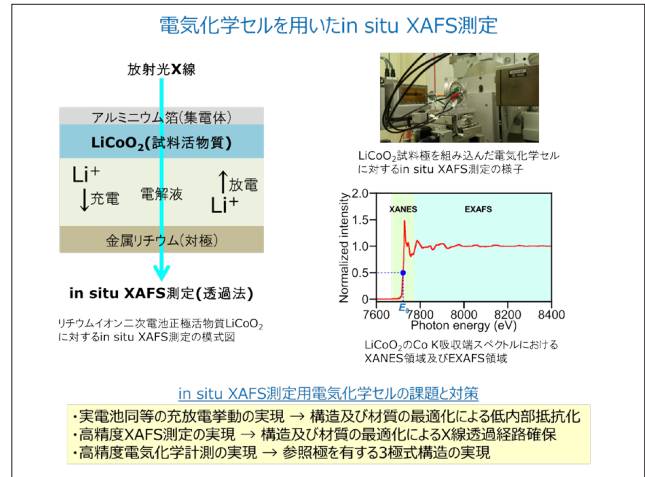 電気化学セルを用いたin situ XAFS測定
放射光X線
アルミニウム箔(集電体)
LiCoO₂(試料活物質)
Li⁺
↓充電
電解液
↑放電
Li⁺
金属リチウム(対極)
in situ XAFS測定(透過法)
リチウムイオン二次電池正極活物質LiCoO₂
に対するin situ XAFS測定の模式図
LiCoO₂試料極を組み込んだ電気化学セル
に対するin situ XAFS測定の様子
Normalized intensity
2.0
1.5
1.0
0.5
0
XANES
EXAFS
7600
7800
8000
8200
8400
E₀
Photon energy (eV)
LiCoO₂のCo K吸収端スペクトルにおける
XANES領域及びEXAFS領域
in situ XAFS測定用電気化学セルの課題と対策
・実電池同等の充放電挙動の実現 → 構造及び材質の最適化による低内部抵抗化
・高精度XAFS測定の実現 → 構造及び材質の最適化によるX線透過経路確保
・高精度電気化学計測の実現 → 参照極を有する3極式構造の実現